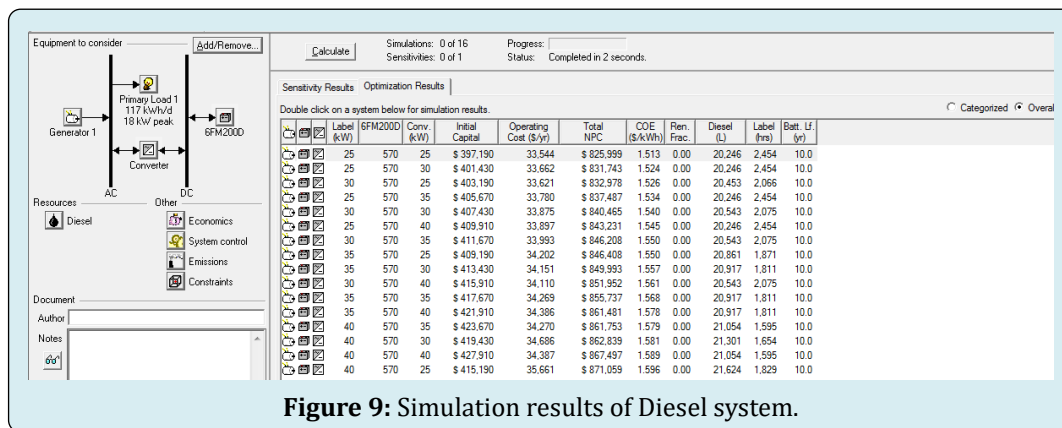 Equipment to consider Add/Remove...
Primary Load 1
117 kWh/d
18 kW peak
Generator 1 6FM200D
Converter
AC DC
Resources Other
Diesel Economics
System control
Emissions
Constraints
Document
Author
Notes
Calculate Simulations: 0 of 16 Progress:
Sensitivities: 0 of 1 Status: Completed in 2 seconds.
Sensitivity Results Optimization Results
Double click on a system below for simulation results. Categorized Overal
Label (kW) 6FM200D Conv. (kW) Initial Capital Operating Cost ($/yr) Total NPC COE ($/kWh) Ren. Frac. Diesel (L) Label (hrs) Batt. Lf. (yr)
25 570 25 $ 397,190 33,544 $ 825,999 1.513 0.00 20,246 2,454 10.0
25 570 30 $ 401,430 33,662 $ 831,743 1.524 0.00 20,246 2,454 10.0
30 570 25 $ 403,190 33,621 $ 832,978 1.526 0.00 20,453 2,066 10.0
25 570 35 $ 405,670 33,780 $ 837,487 1.534 0.00 20,246 2,454 10.0
30 570 30 $ 407,430 33,875 $ 840,465 1.540 0.00 20,543 2,075 10.0
25 570 40 $ 409,910 33,897 $ 843,231 1.545 0.00 20,246 2,454 10.0
30 570 35 $ 411,670 33,993 $ 846,208 1.550 0.00 20,543 2,075 10.0
35 570 25 $ 409,190 34,202 $ 846,408 1.550 0.00 20,861 1,871 10.0
35 570 30 $ 413,430 34,151 $ 849,993 1.557 0.00 20,917 1,811 10.0
30 570 40 $ 415,910 34,110 $ 851,952 1.561 0.00 20,543 2,075 10.0
35 570 35 $ 417,670 34,269 $ 855,737 1.568 0.00 20,917 1,811 10.0
35 570 40 $ 421,910 34,386 $ 861,481 1.578 0.00 20,917 1,811 10.0
40 570 35 $ 423,670 34,270 $ 861,753 1.579 0.00 21,054 1,595 10.0
40 570 30 $ 419,430 34,686 $ 862,839 1.581 0.00 21,301 1,654 10.0
40 570 40 $ 427,910 34,387 $ 867,497 1.589 0.00 21,054 1,595 10.0
40 570 25 $ 415,190 35,661 $ 871,059 1.596 0.00 21,624 1,829 10.0
Figure 9: Simulation results of Diesel system.